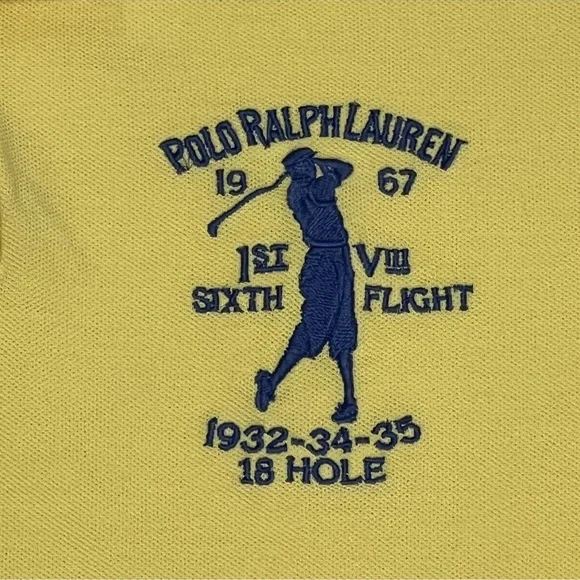 POLO RALPH LAUREN
19 67
1ST VIII
SIXTH FLIGHT
1932-34-35
18 HOLE